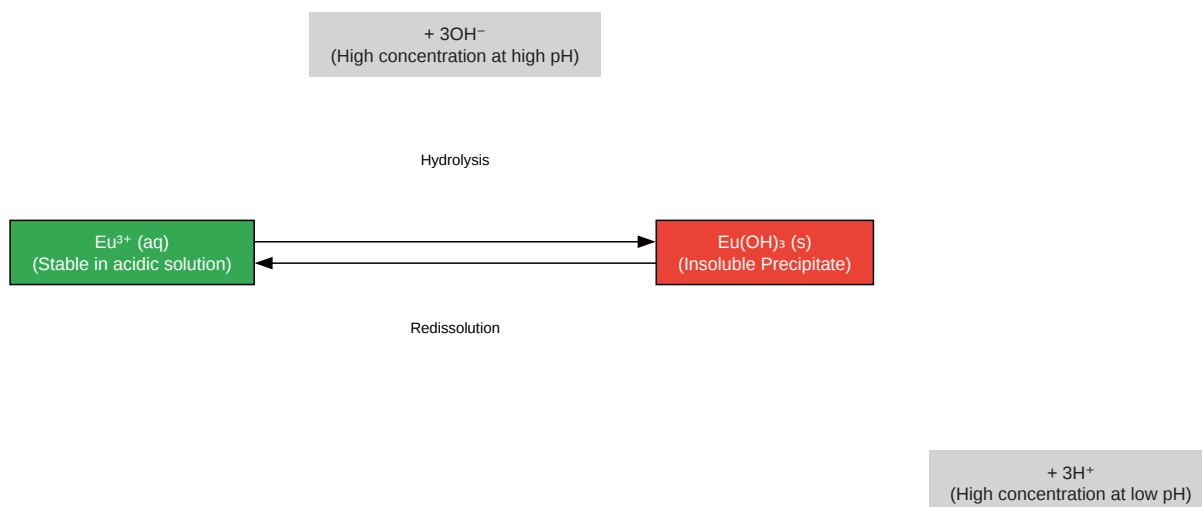 + 3OH⁻
(High concentration at high pH)
Hydrolysis
Eu³⁺ (aq)
(Stable in acidic solution)
Eu(OH)₃ (s)
(Insoluble Precipitate)
Redissolution
+ 3H⁺
(High concentration at low pH)